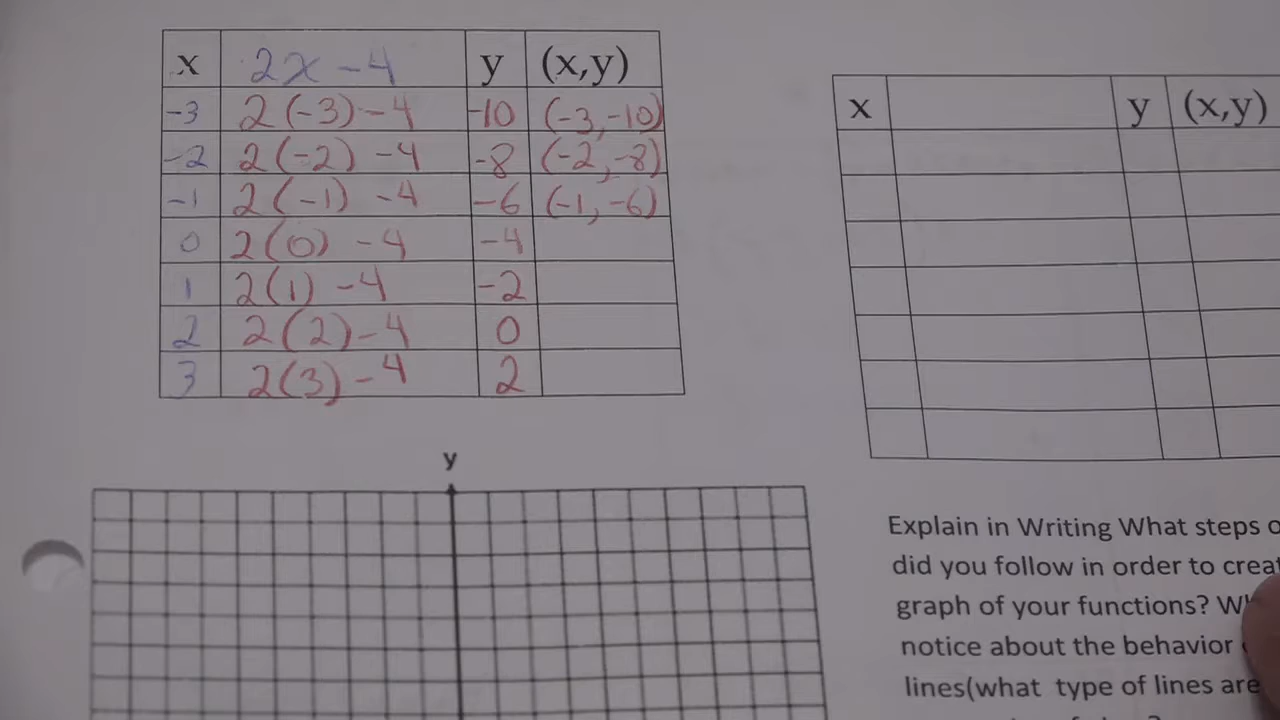 x 2x - 4 y (x,y)
-3 2(-3) - 4 -10 (-3, -10)
-2 2(-2) - 4 -8 (-2, -8)
-1 2(-1) - 4 -6 (-1, -6)
0 2(0) - 4 -4
1 2(1) - 4 -2
2 2(2) - 4 0
3 2(3) - 4 2
x y (x,y)
y
Explain in Writing What steps
did you follow in order to
graph of your functions?
notice about the behavior
lines(what type of lines are